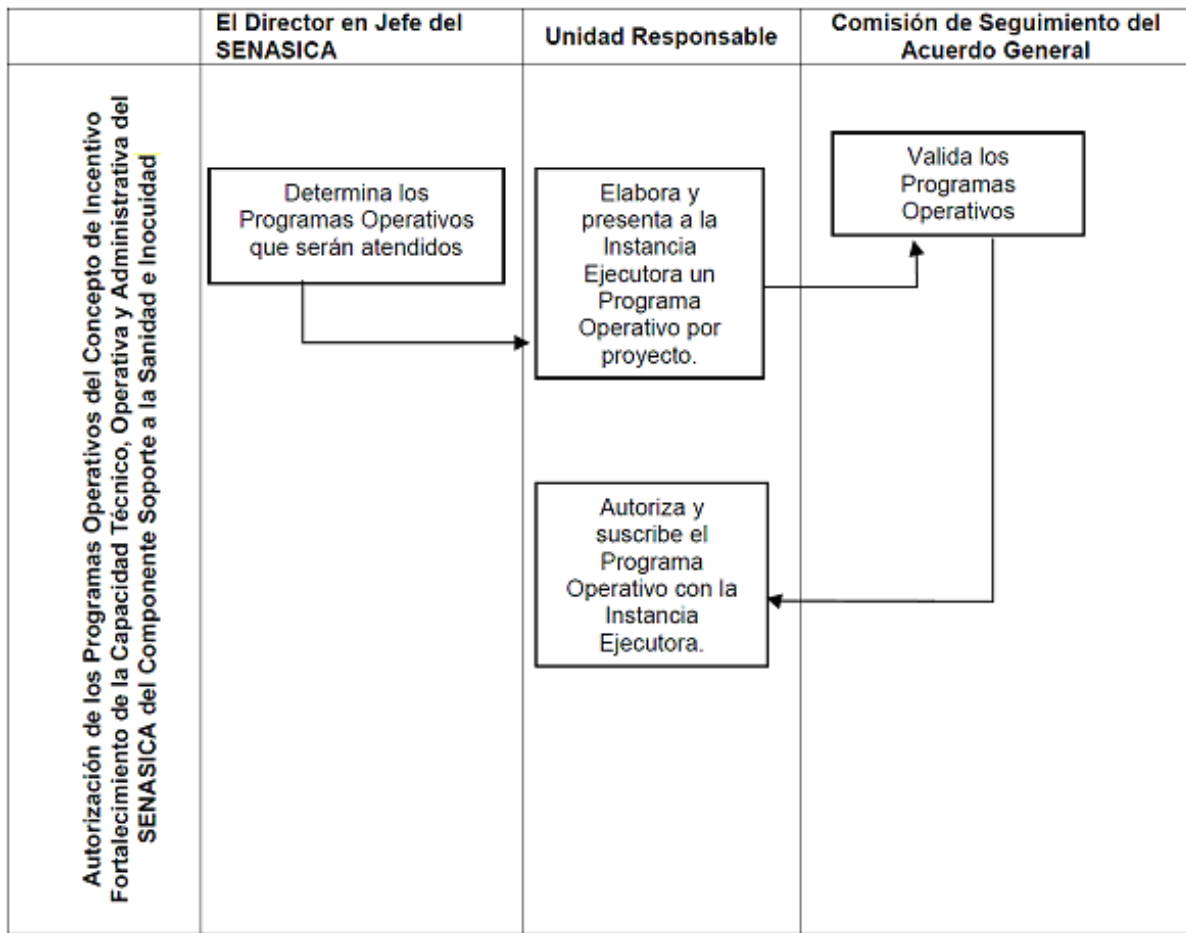 El Director en Jefe del
SENASICA
Unidad Responsable
Comisión de Seguimiento del
Acuerdo General
Autorización de los Programas Operativos del Concepto de Incentivo
Fortalecimiento de la Capacidad Técnico, Operativa y Administrativa del
SENASICA del Componente Soporte a la Sanidad e Inocuidad
Determina los
Programas Operativos
que serán atendidos
Elabora y
presenta a la
Instancia
Ejecutora un
Programa
Operativo por
proyecto.
Valida los
Programas
Operativos
Autoriza y
suscribe el
Programa
Operativo con la
Instancia
Ejecutora.